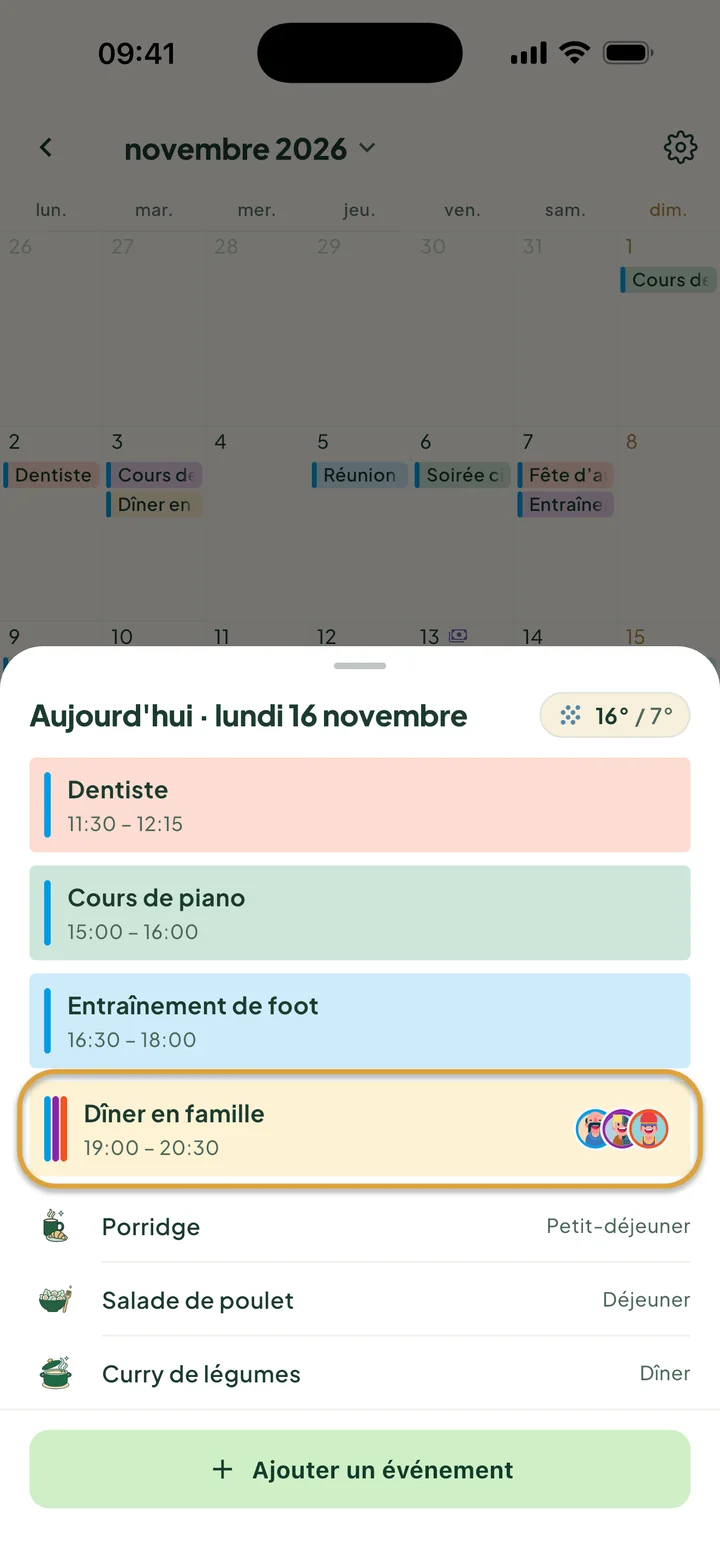 09:41
novembre 2026
lun. mar. mer. jeu. ven. sam. dim.
26 27 28 29 30 31 1
Cours de
2 3 4 5 6 7 8
Dentiste Cours de Réunion Soirée ci Fête d'a
Dîner en Entraîne
9 10 11 12 13 14 15
Aujourd'hui · lundi 16 novembre
16° / 7°
Dentiste
11:30 – 12:15
Cours de piano
15:00 – 16:00
Entraînement de foot
16:30 – 18:00
Dîner en famille
19:00 – 20:30
Porridge Petit-déjeuner
Salade de poulet Déjeuner
Curry de légumes Dîner
+ Ajouter un événement